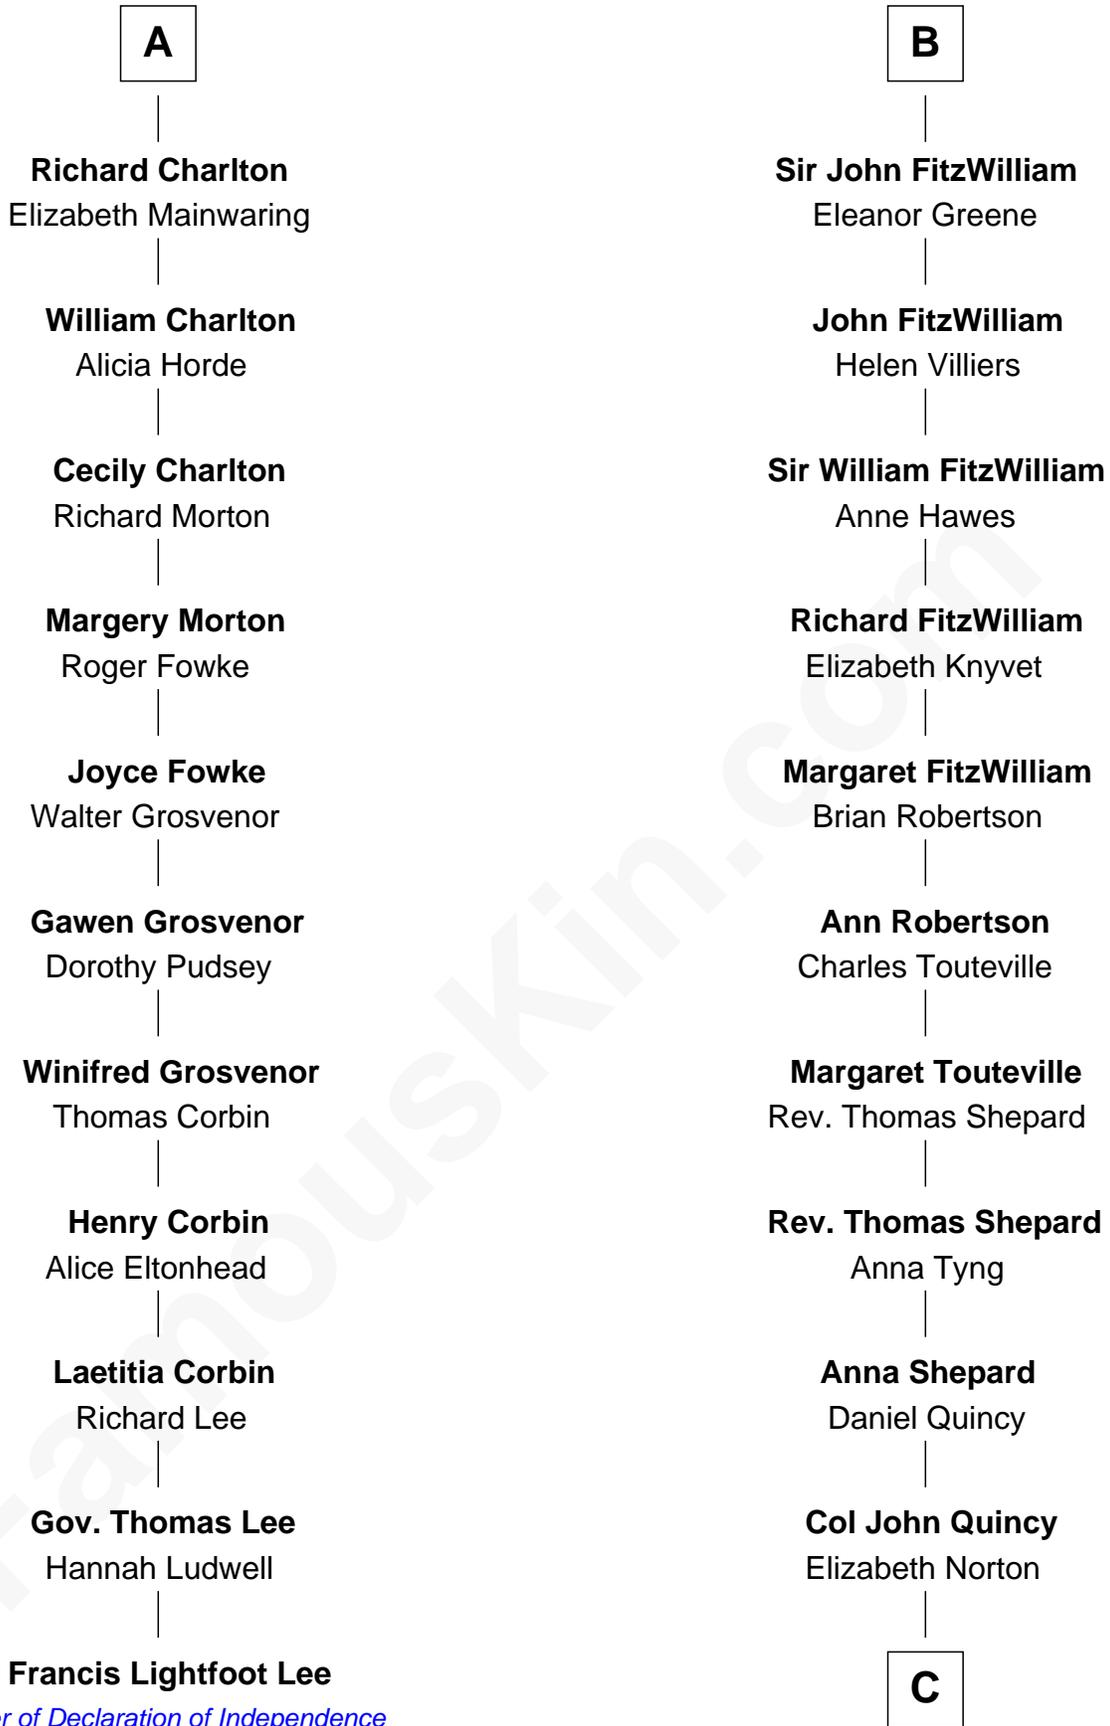 A
Richard Charlton
Elizabeth Mainwaring
William Charlton
Alicia Horde
Cecily Charlton
Richard Morton
Margery Morton
Roger Fowke
Joyce Fowke
Walter Grosvenor
Gawen Grosvenor
Dorothy Pudsey
Winifred Grosvenor
Thomas Corbin
Henry Corbin
Alice Eltonhead
Laetitia Corbin
Richard Lee
Gov. Thomas Lee
Hannah Ludwell
Francis Lightfoot Lee
of Declaration of Independence
B
Sir John FitzWilliam
Eleanor Greene
John FitzWilliam
Helen Villiers
Sir William FitzWilliam
Anne Hawes
Richard FitzWilliam
Elizabeth Knyvet
Margaret FitzWilliam
Brian Robertson
Ann Robertson
Charles Touteville
Margaret Touteville
Rev. Thomas Shepard
Rev. Thomas Shepard
Anna Tyng
Anna Shepard
Daniel Quincy
Col John Quincy
Elizabeth Norton
C
FamousKin.com